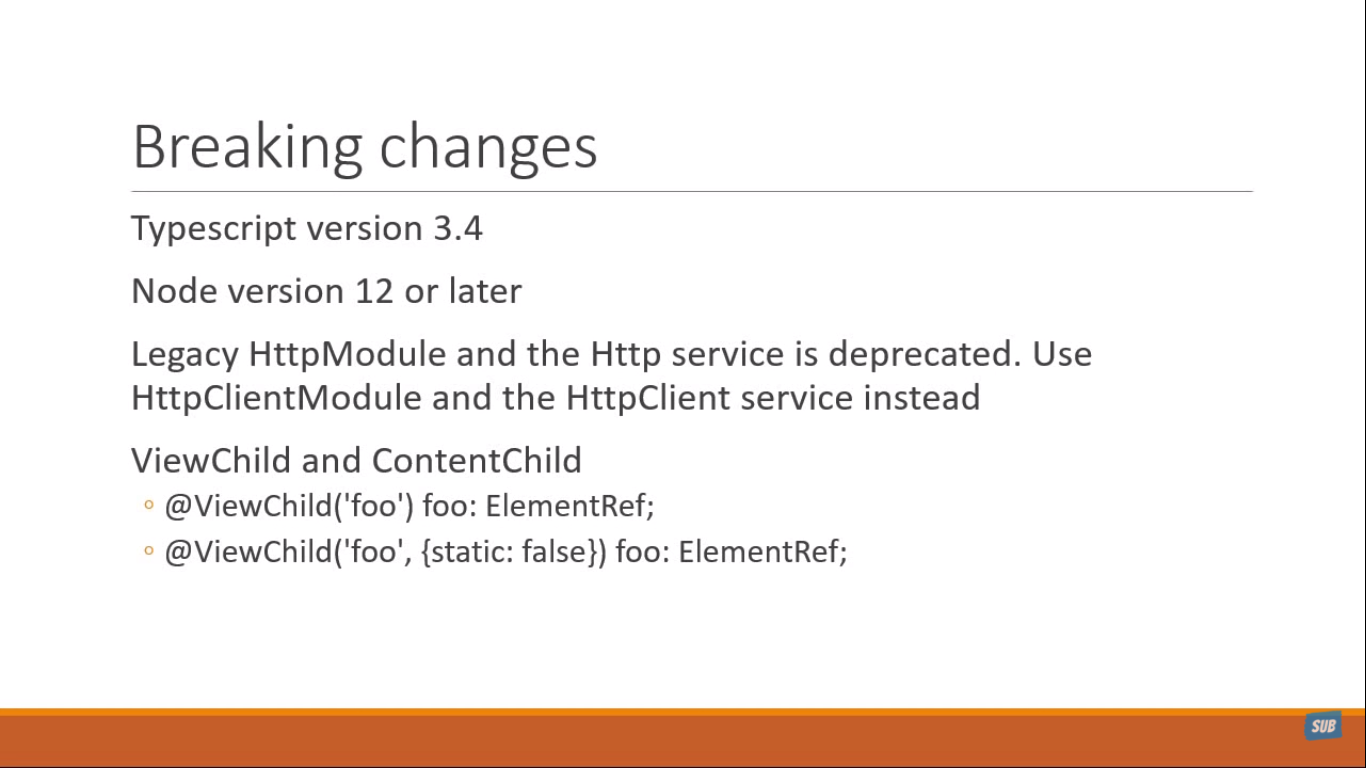 Breaking changes
Typescript version 3.4
Node version 12 or later
Legacy HttpModule and the Http service is deprecated. Use
HttpClientModule and the HttpClient service instead
ViewChild and ContentChild
@ViewChild('foo') foo: ElementRef;
@ViewChild('foo', {static: false}) foo: ElementRef;
SUB